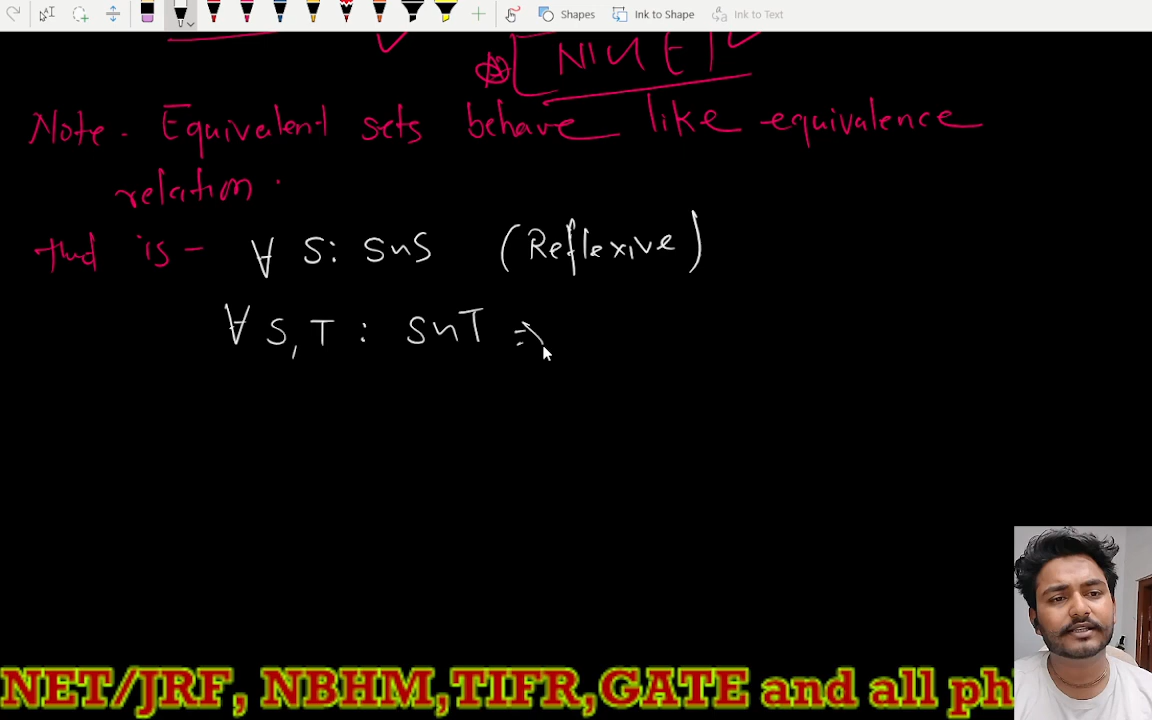 Shapes Ink to Shape Ink to Text
Note. Equivalent sets behave like equivalence
relation.
that is - ∀ S: S~S (Reflexive)
∀ S, T : S~T ⇒
NET/JRF, NBHM,TIFR,GATE and all ph